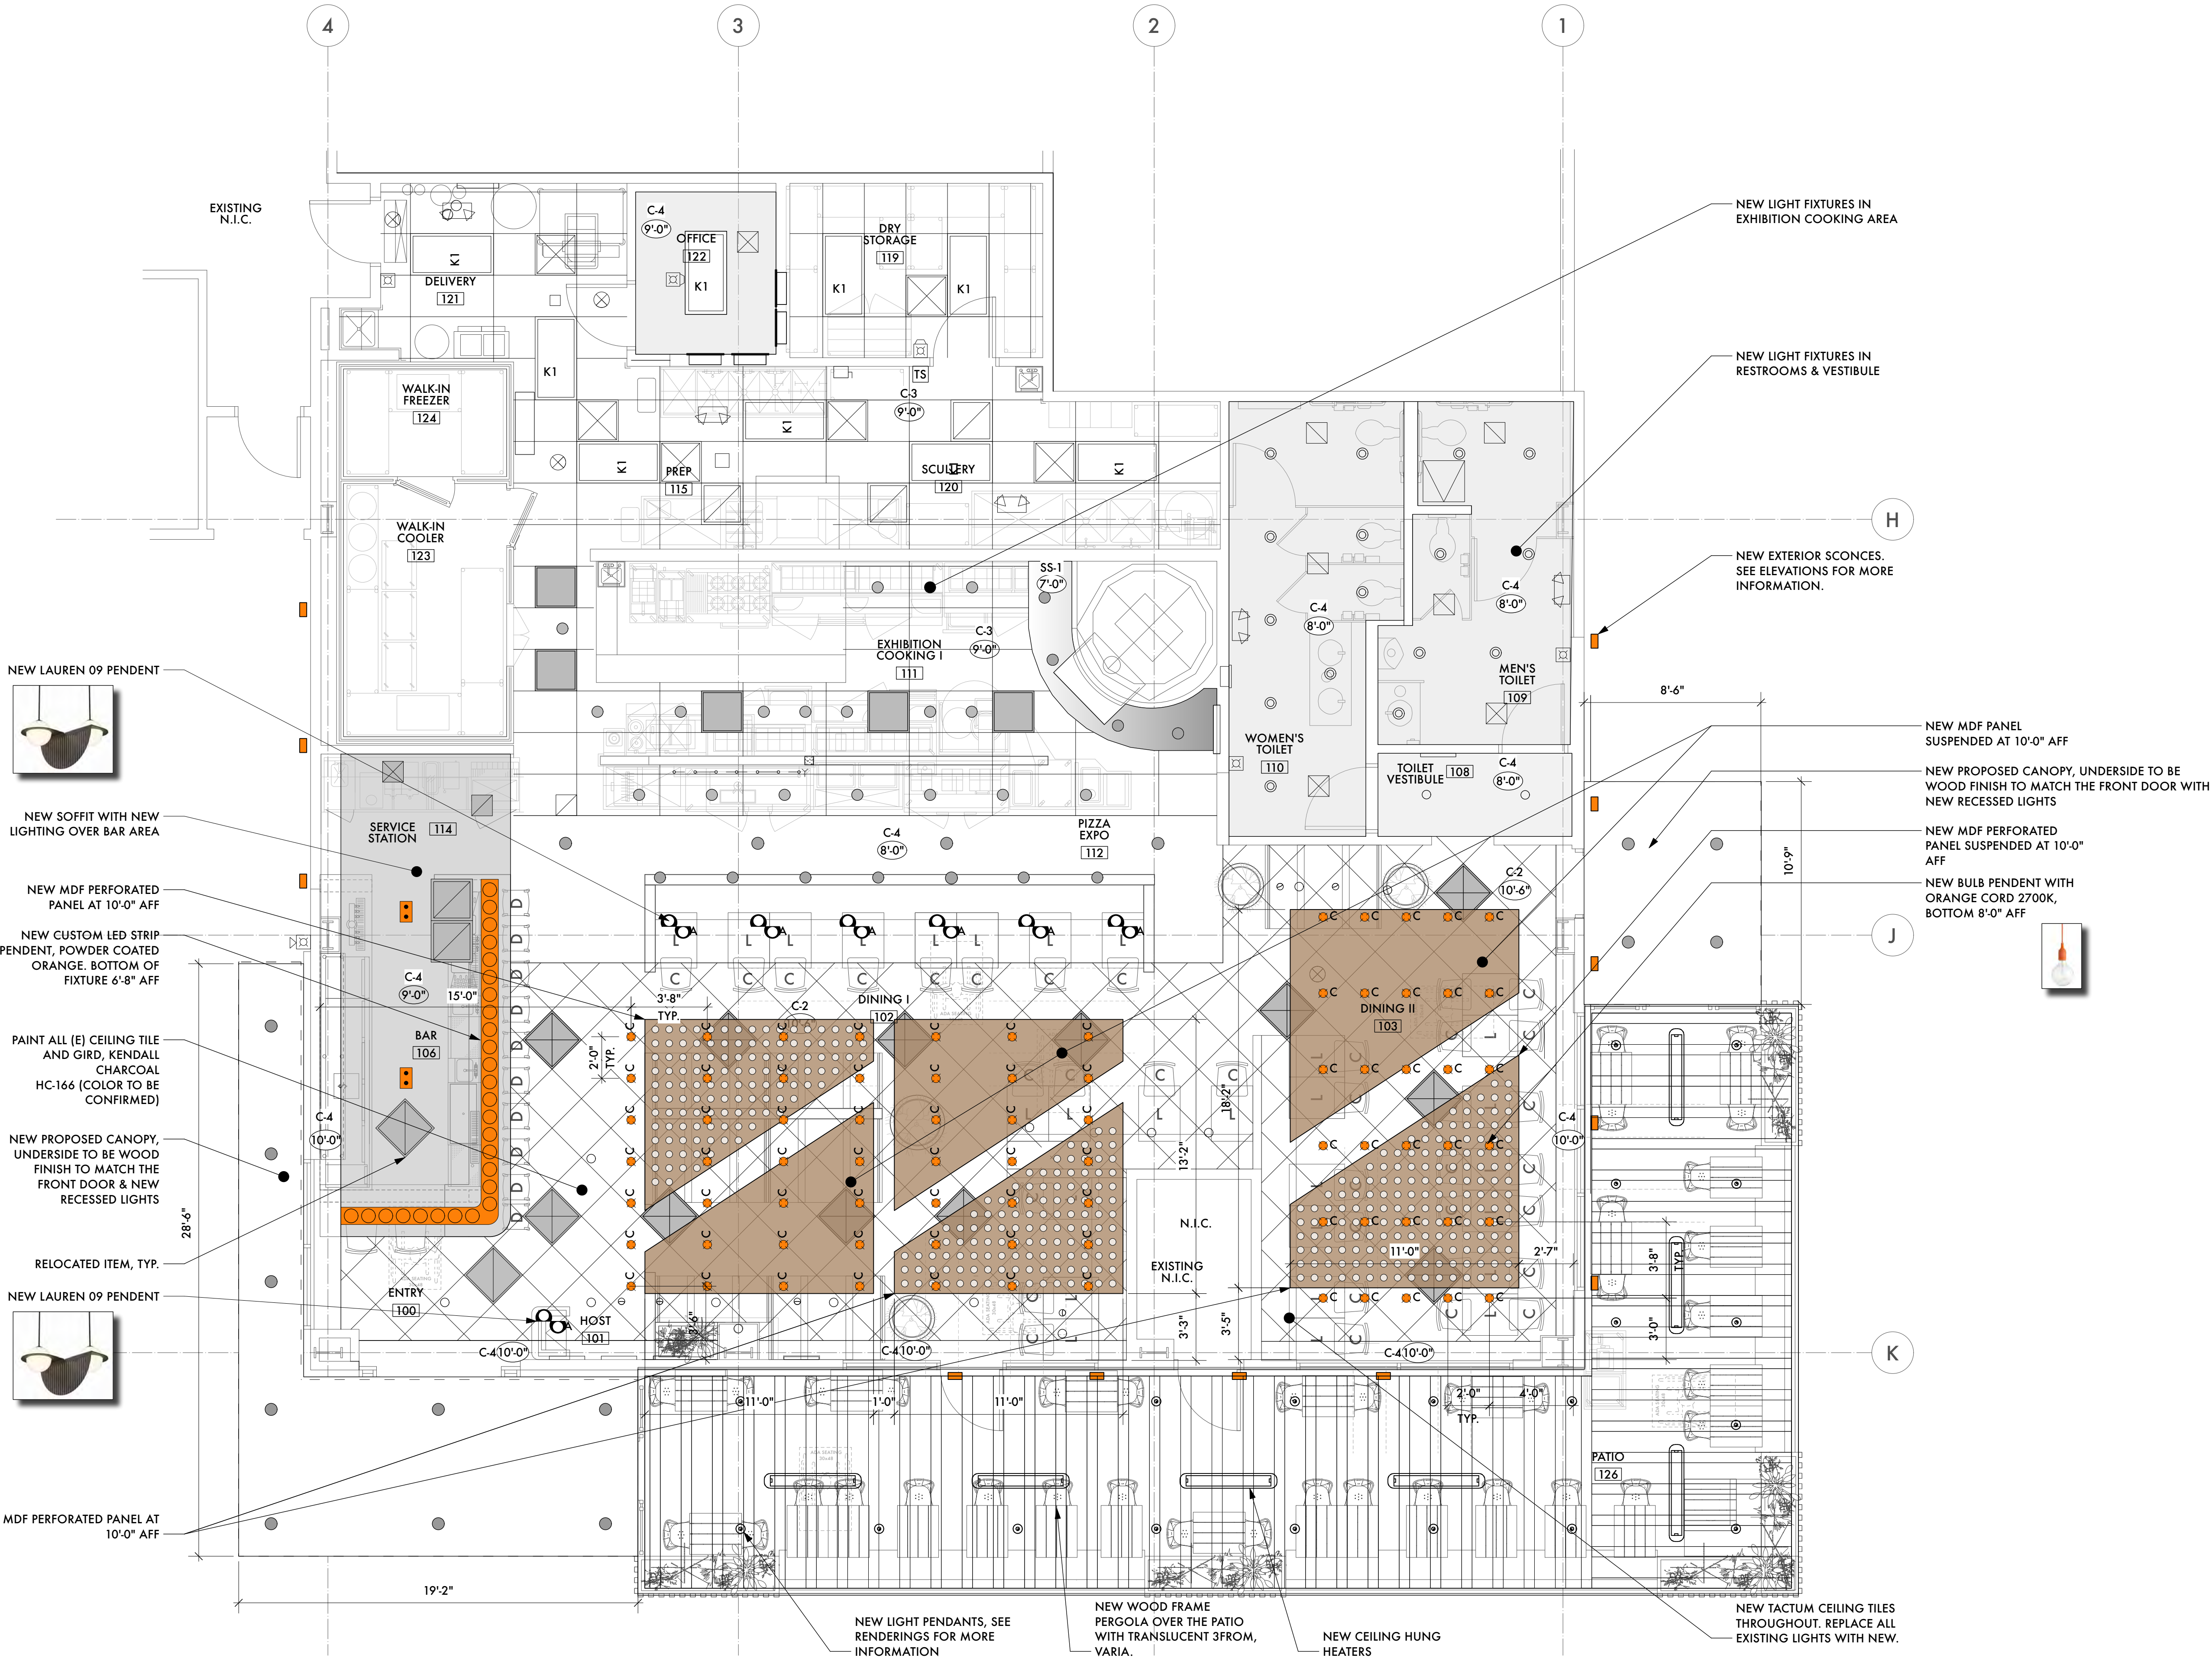 4
3
2
1
EXISTING
N.I.C.
C-4
9'-0"
OFFICE
122
K1
DRY
STORAGE
119
K1
K1
K1
DELIVERY
121
K1
TS
C-3
9'-0"
WALK-IN
FREEZER
124
K1
K1
K1
K1
K1
PREP
115
SCULLERY
120
H
WALK-IN
COOLER
123
SS-1
7'-0"
EXHIBITION
COOKING I
111
C-3
9'-0"
C-4
8'-0"
C-4
8'-0"
MEN'S
TOILET
109
WOMEN'S
TOILET
110
TOILET
VESTIBULE
108
C-4
8'-0"
NEW LIGHT FIXTURES IN
EXHIBITION COOKING AREA
NEW LIGHT FIXTURES IN
RESTROOMS & VESTIBULE
NEW EXTERIOR SCONCES.
SEE ELEVATIONS FOR MORE
INFORMATION.
8'-6"
NEW MDF PANEL
SUSPENDED AT 10'-0" AFF
NEW PROPOSED CANOPY, UNDERSIDE TO BE
WOOD FINISH TO MATCH THE FRONT DOOR WITH
NEW RECESSED LIGHTS
NEW MDF PERFORATED
PANEL SUSPENDED AT 10'-0"
AFF
NEW BULB PENDENT WITH
ORANGE CORD 2700K,
BOTTOM 8'-0" AFF
10'-9"
J
NEW LAUREN 09 PENDENT
NEW SOFFIT WITH NEW
LIGHTING OVER BAR AREA
NEW MDF PERFORATED
PANEL AT 10'-0" AFF
NEW CUSTOM LED STRIP
PENDENT, POWDER COATED
ORANGE. BOTTOM OF
FIXTURE 6'-8" AFF
PAINT ALL (E) CEILING TILE
AND GIRD, KENDALL
CHARCOAL
HC-166 (COLOR TO BE
CONFIRMED)
NEW PROPOSED CANOPY,
UNDERSIDE TO BE WOOD
FINISH TO MATCH THE
FRONT DOOR & NEW
RECESSED LIGHTS
RELOCATED ITEM, TYP.
NEW LAUREN 09 PENDENT
MDF PERFORATED PANEL AT
10'-0" AFF
SERVICE
STATION
114
C-4
8'-0"
PIZZA
EXPO
112
C-2
10'-6"
C-4
9'-0"
15'-0"
BAR
106
C-4
10'-0"
3'-8"
TYP.
2'-0"
TYP.
C-2
DINING I
102
DINING II
103
18'-2"
13'-2"
C-4
10'-0"
N.I.C.
EXISTING
N.I.C.
11'-0"
2'-7"
3'-8"
TYP.
3'-0"
28'-6"
ENTRY
100
HOST
101
3'-6"
3'-3"
3'-5"
C-4 10'-0"
C-4 10'-0"
C-4 10'-0"
K
11'-0"
1'-0"
11'-0"
2'-0"
TYP.
4'-0"
ADA SEATING
PATIO
126
19'-2"
NEW LIGHT PENDANTS, SEE
RENDERINGS FOR MORE
INFORMATION
NEW WOOD FRAME
PERGOLA OVER THE PATIO
WITH TRANSLUCENT 3FROM,
VARIA.
NEW CEILING HUNG
HEATERS
NEW TACTUM CEILING TILES
THROUGHOUT. REPLACE ALL
EXISTING LIGHTS WITH NEW.